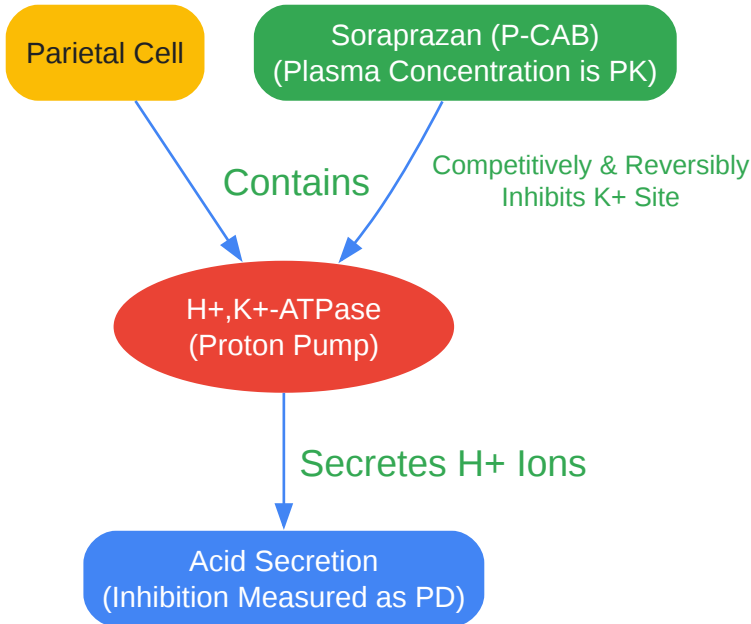 Parietal Cell
Soraprazan (P-CAB)
(Plasma Concentration is PK)
Contains
Competitively & Reversibly
Inhibits K+ Site
H+,K+-ATPase
(Proton Pump)
Secretes H+ Ions
Acid Secretion
(Inhibition Measured as PD)